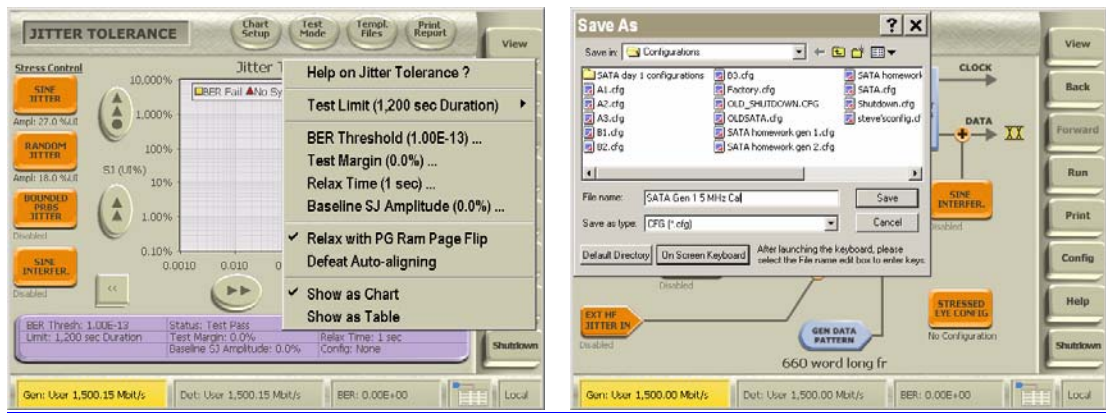 JITTER TOLERANCE
Chart Setup
Test Mode
Templ. Files
Print Report
View
Stress Control
SINE JITTER
Ampl: 27.0 %UI
RANDOM JITTER
Ampl: 18.0 %UI
BOUNDED PRBS JITTER
Disabled
SINE INTERFER.
Disabled
Jitter T
SJ (UI%)
10,000%
1,000%
100%
10%
1.00%
0.10%
0.0010
0.010
BER Fail
No Sy
<<
Help on Jitter Tolerance ?
Test Limit (1,200 sec Duration)
BER Threshold (1.00E-13) ...
Test Margin (0.0%) ...
Relax Time (1 sec) ...
Baseline SJ Amplitude (0.0%) ...
Relax with PG Ram Page Flip
Defeat Auto-aligning
Show as Chart
Show as Table
BER Thresh: 1.00E-13
Status: Test Pass
Limit: 1,200 sec Duration
Test Margin: 0.0%
Relax Time: 1 sec
Baseline SJ Amplitude: 0.0%
Config: None
Shutdown
Gen: User 1,500.15 Mbit/s
Det: User 1,500.15 Mbit/s
BER: 0.00E+00
Local
Save As
Save in:
Configurations
SATA day 1 configurations
A1.cfg
A2.cfg
A3.cfg
B1.cfg
B2.cfg
B3.cfg
Factory.cfg
OLD_SHUTDOWN.CFG
OLDSATA.cfg
SATA homework gen 1.cfg
SATA homework gen 2.cfg
SATA homework
SATA.cfg
Shutdown.cfg
steve'sconfig.cf
File name:
SATA Gen 1 5 MHz Cal
Save
Save as type:
CFG (*.cfg)
Cancel
Default Directory
On Screen Keyboard
After launching the keyboard, please
select the File name edit box to enter keys.
CLOCK
DATA
SINE INTERFER.
Disabled
Disabled
EXT HF JITTER IN
Disabled
GEN DATA PATTERN
660 word long fr
STRESSED EYE CONFIG
No Configuration
View
Back
Forward
Run
Print
Config
Help
Shutdown
Gen: User 1,500.00 Mbit/s
Det: User 1,500.00 Mbit/s
BER: 0.00E+00
Local